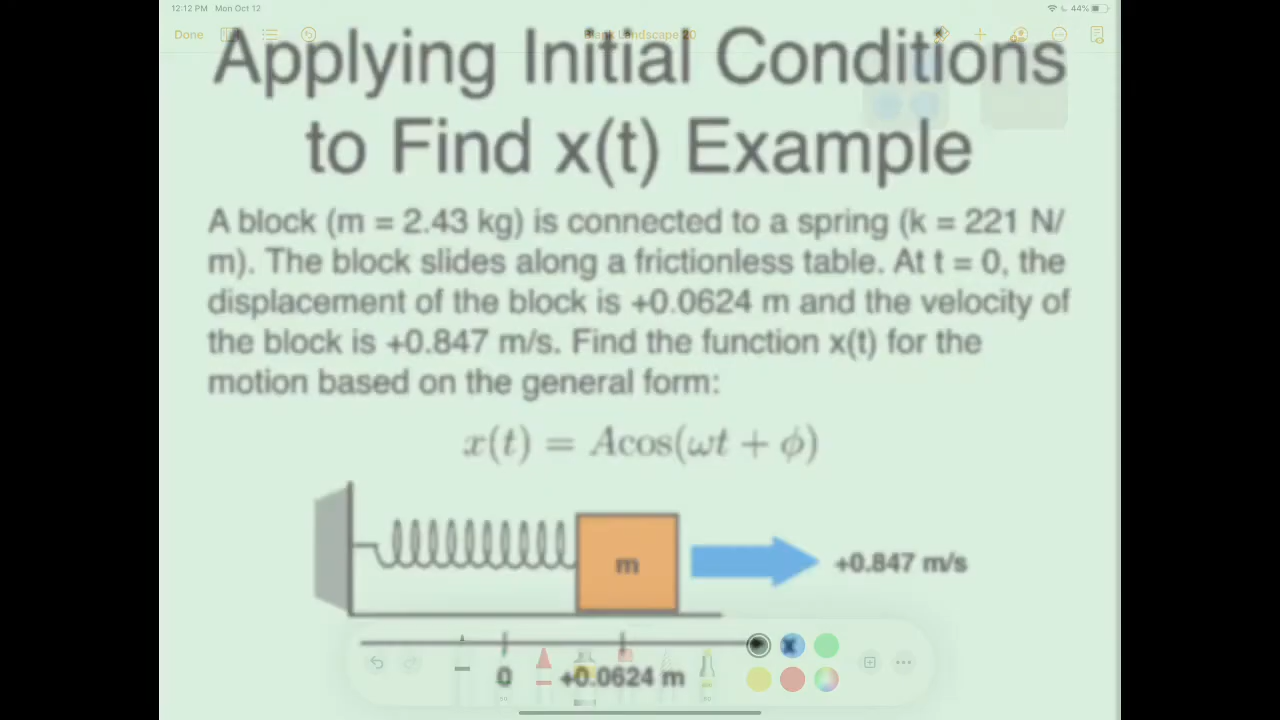 12:12 PM Mon Oct 12
44%
Done
Blank Landscape 20
Applying Initial Conditions
to Find x(t) Example
A block (m = 2.43 kg) is connected to a spring (k = 221 N/
m). The block slides along a frictionless table. At t = 0, the
displacement of the block is +0.0624 m and the velocity of
the block is +0.847 m/s. Find the function x(t) for the
motion based on the general form:
x(t) = Acos(ωt + ϕ)
m
+0.847 m/s
x
0
+0.0624 m